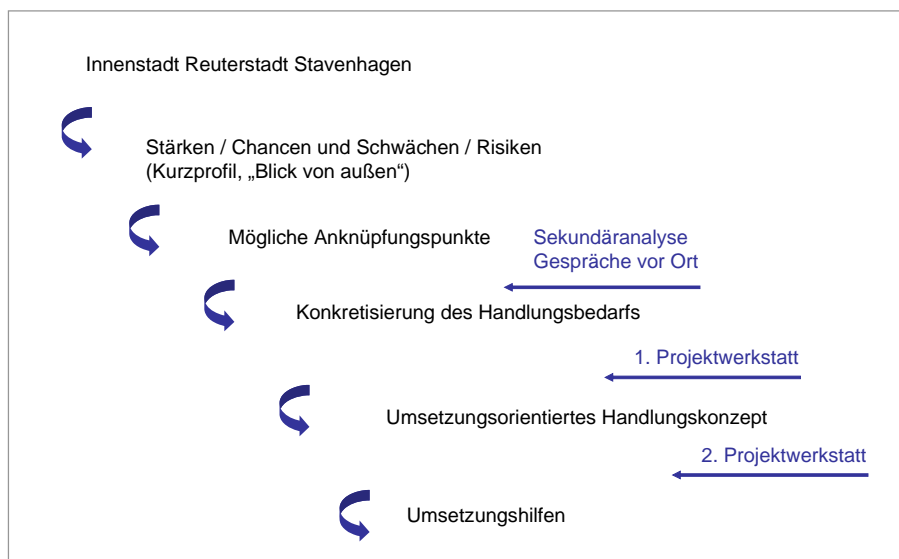 Innenstadt Reuterstadt Stavenhagen
Stärken / Chancen und Schwächen / Risiken
(Kurzprofil, „Blick von außen“)
Mögliche Anknüpfungspunkte
Sekundäranalyse
Gespräche vor Ort
Konkretisierung des Handlungsbedarfs
1. Projektwerkstatt
Umsetzungsorientiertes Handlungskonzept
2. Projektwerkstatt
Umsetzungshilfen